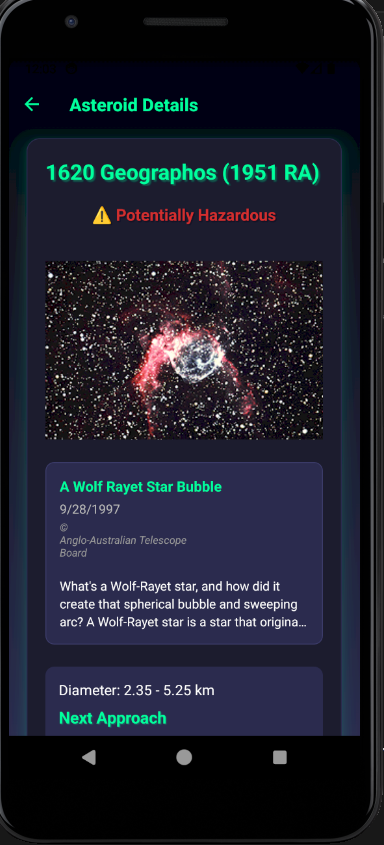 Asteroid Details
1620 Geographos (1951 RA)
⚠️ Potentially Hazardous
A Wolf Rayet Star Bubble
9/28/1997
©
Anglo-Australian Telescope
Board
What's a Wolf-Rayet star, and how did it
create that spherical bubble and sweeping
arc? A Wolf-Rayet star is a star that origina…
Diameter: 2.35 - 5.25 km
Next Approach